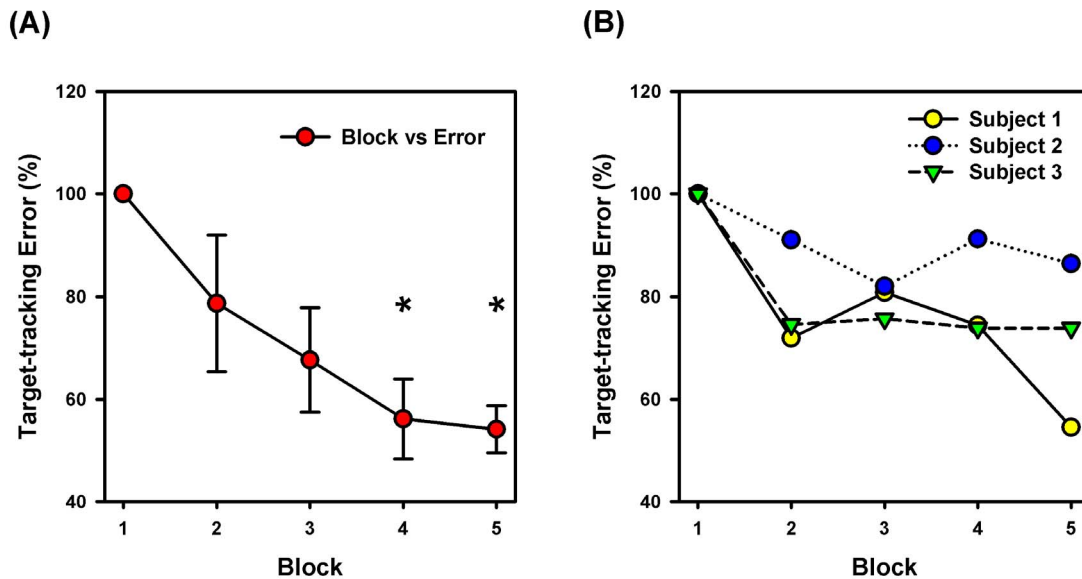 (A)
120
100
80
60
40
Target-tracking Error (%)
Block vs Error
*
*
1 2 3 4 5
Block
(B)
120
100
80
60
40
Target-tracking Error (%)
Subject 1
Subject 2
Subject 3
1 2 3 4 5
Block